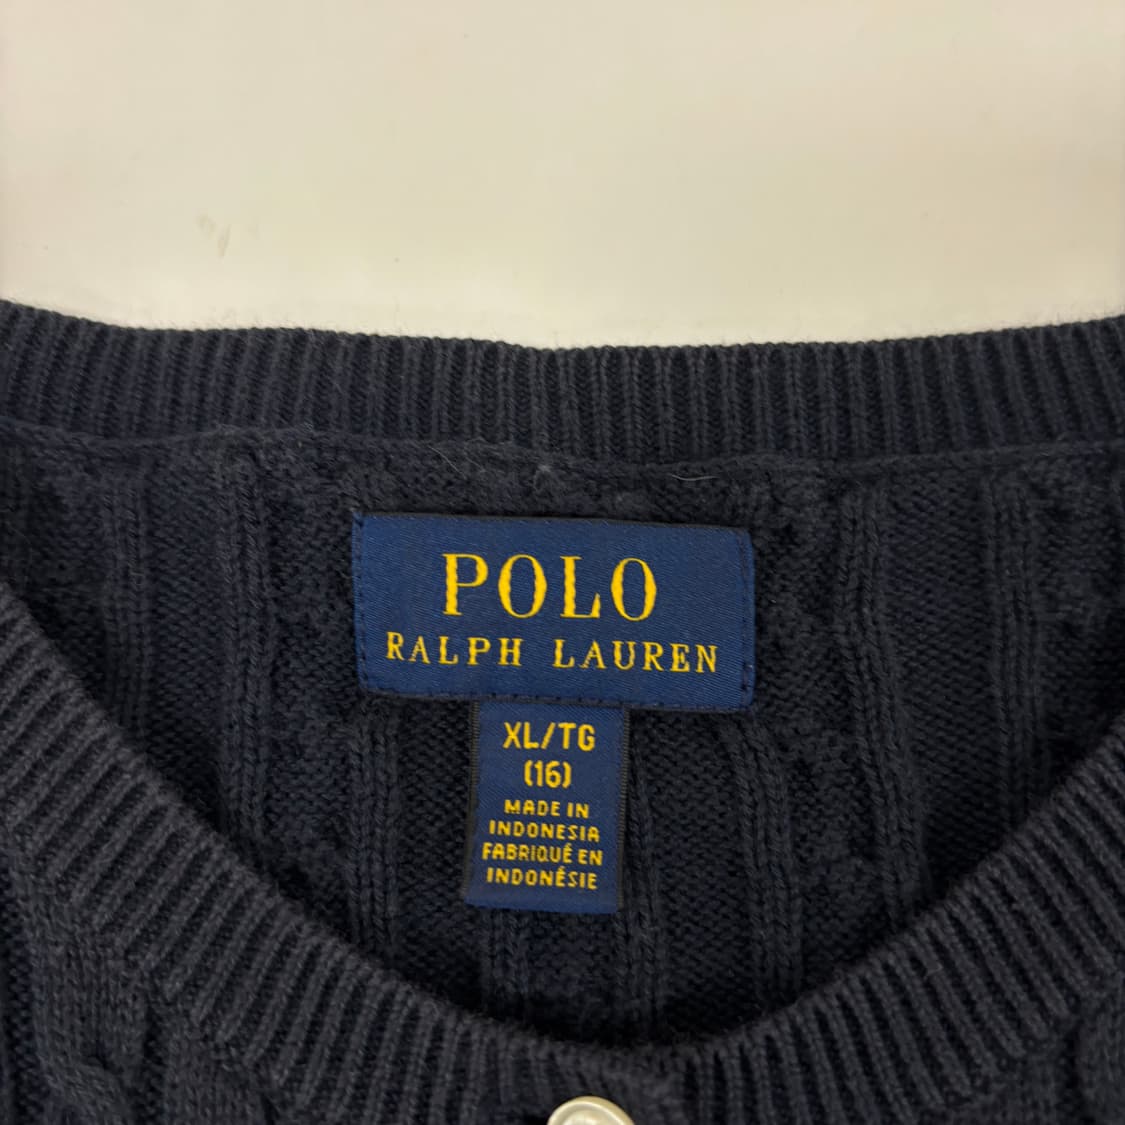 POLO
RALPH LAUREN
XL/TG
(16)
MADE IN
INDONESIA
FABRIQUÉ EN
INDONÉSIE